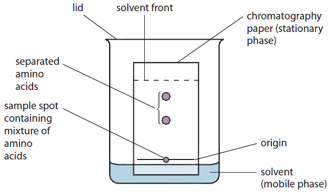 lid
solvent front
chromatography
paper (stationary
phase)
separated
amino
acids
sample spot
containing
mixture of
amino
acids
origin
solvent
(mobile phase)